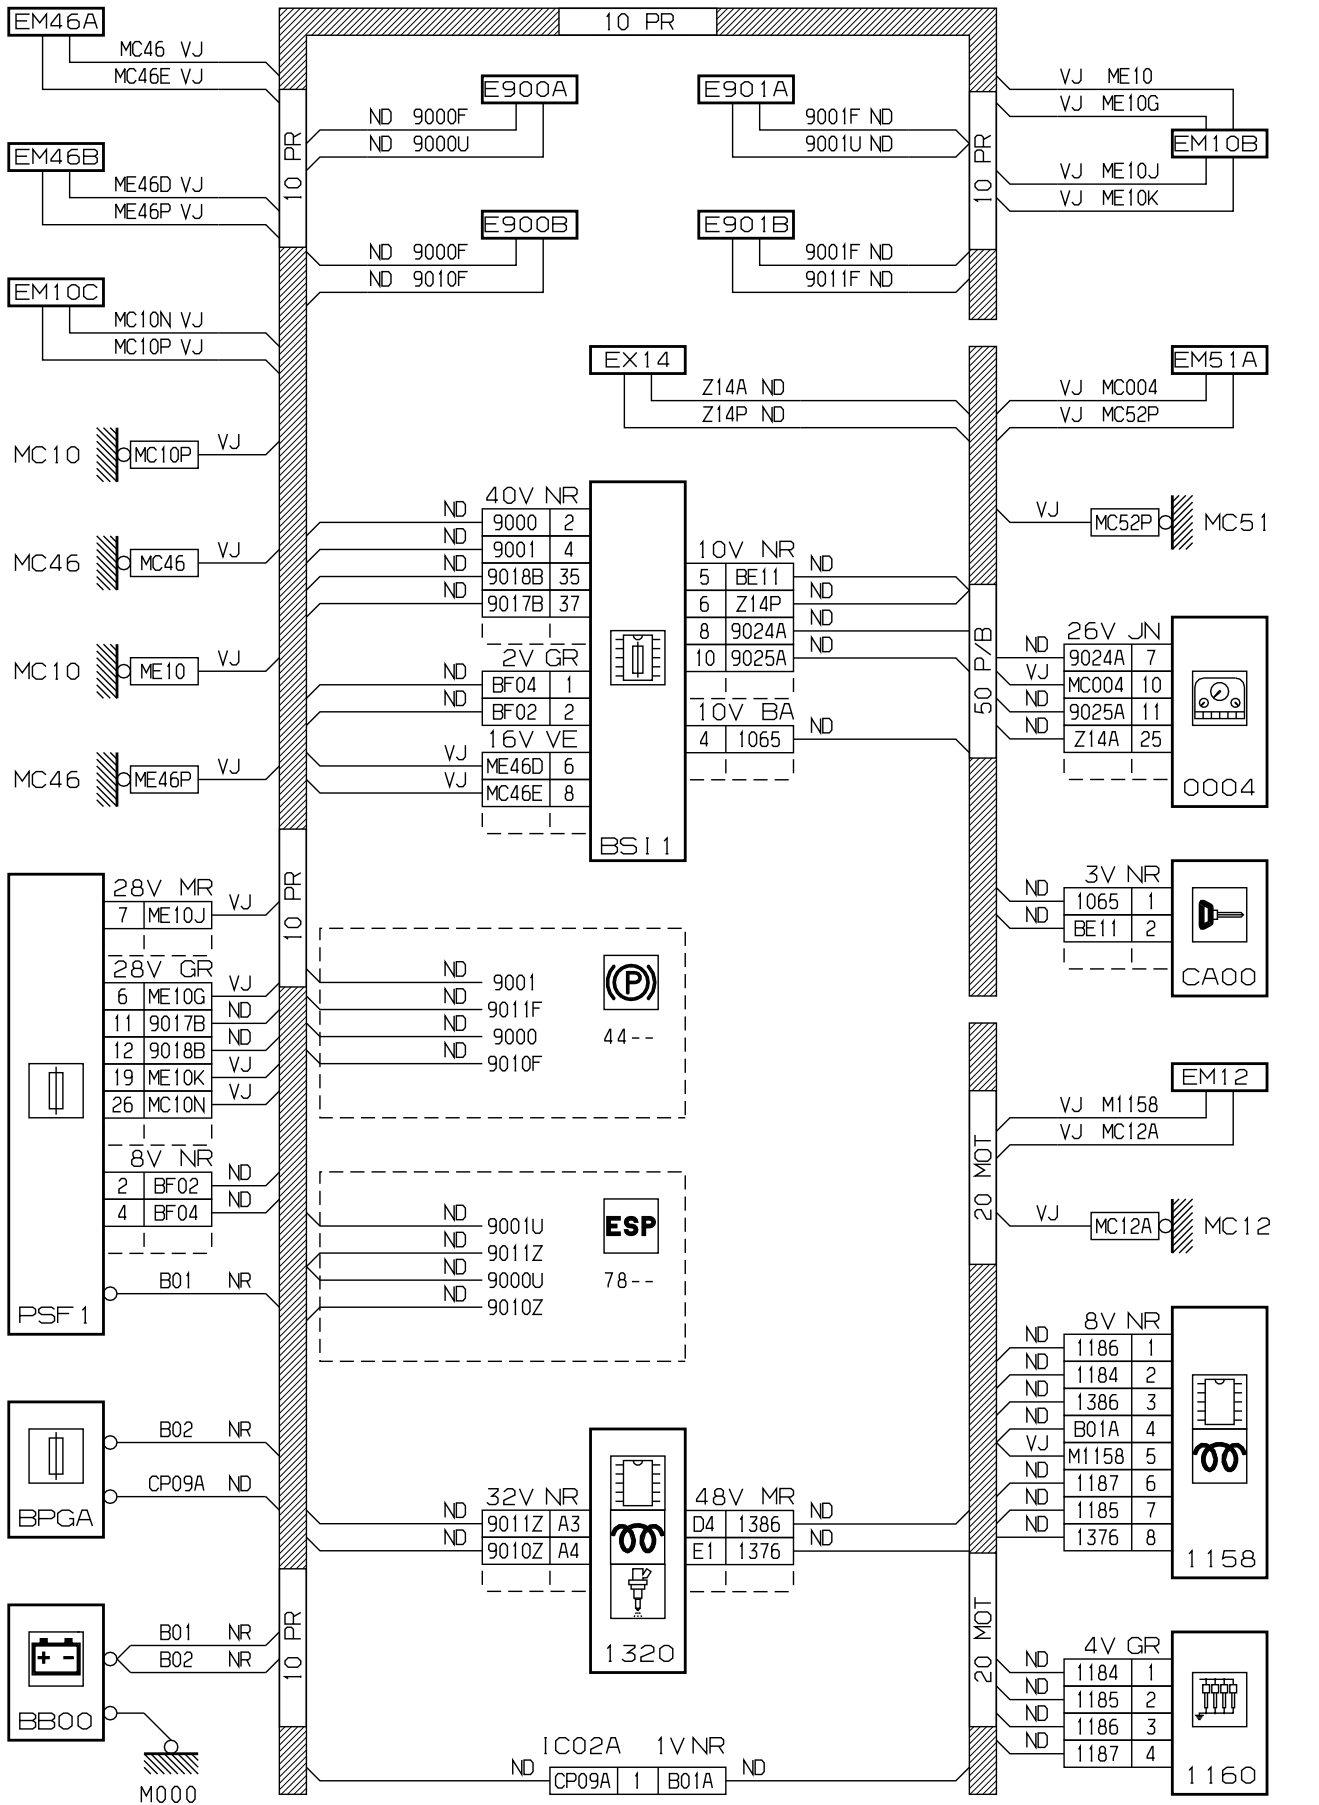 EM46A
MC46 VJ
MC46E VJ
10 PR
E900A
ND 9000F
ND 9000U
E901A
9001F ND
9001U ND
VJ ME10
VJ ME10G
EM10B
VJ ME10J
VJ ME10K
10 PR
10 PR
EM46B
ME46D VJ
ME46P VJ
E900B
ND 9000F
ND 9010F
E901B
9001F ND
9011F ND
EM10C
MC10N VJ
MC10P VJ
EX14
Z14A ND
Z14P ND
EM51A
VJ MC004
VJ MC52P
MC10 MC10P VJ
MC46 MC46 VJ
MC10 ME10 VJ
MC46 ME46P VJ
40V NR
ND 9000 2
ND 9001 4
ND 9018B 35
ND 9017B 37
2V GR
ND BF04 1
ND BF02 2
16V VE
VJ ME46D 6
VJ MC46E 8
BSI1
10V NR
5 BE11 ND
6 Z14P ND
8 9024A ND
10 9025A ND
10V BA
4 1065 ND
50 P/B
VJ MC52P MC51
26V JN
ND 9024A 7
VJ MC004 10
ND 9025A 11
ND Z14A 25
0004
3V NR
ND 1065 1
ND BE11 2
CA00
28V MR
7 ME10J VJ
28V GR
6 ME10G VJ
11 9017B ND
12 9018B ND
19 ME10K VJ
26 MC10N VJ
8V NR
2 BF02 ND
4 BF04 ND
B01 NR
PSF1
10 PR
ND 9001
ND 9011F
ND 9000
ND 9010F
P
44--
ND 9001U
ND 9011Z
ND 9000U
ND 9010Z
ESP
78--
EM12
VJ M1158
VJ MC12A
20 MOT
VJ MC12A MC12
8V NR
ND 1186 1
ND 1184 2
ND 1386 3
ND B01A 4
VJ M1158 5
ND 1187 6
ND 1185 7
ND 1376 8
1158
B02 NR
CP09A ND
BPGA
32V NR
ND 9011Z A3
ND 9010Z A4
48V MR
D4 1386 ND
E1 1376 ND
1320
10 PR
B01 NR
B02 NR
+ -
BB00
M000
20 MOT
4V GR
ND 1184 1
ND 1185 2
ND 1186 3
ND 1187 4
1160
IC02A 1V NR
ND CP09A 1 B01A ND